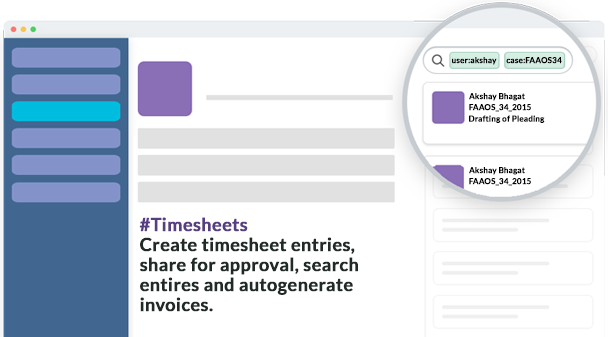 user:akshay case:FAAOS34
Akshay Bhagat
FAAOS_34_2015
Drafting of Pleading
Akshay Bhagat
FAAOS_34_2015
#Timesheets
Create timesheet entries,
share for approval, search
entires and autogenerate
invoices.